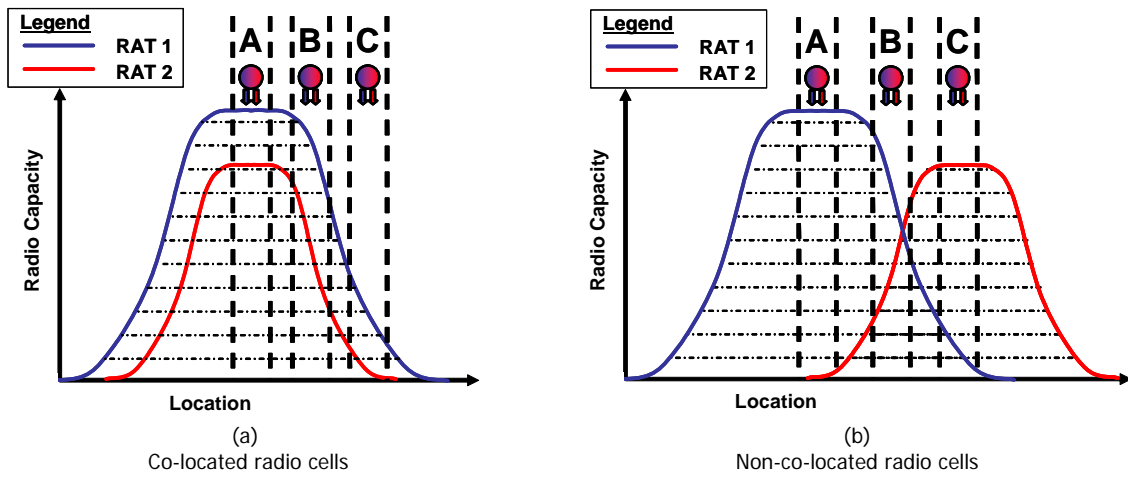 Legend
RAT 1
RAT 2
A B C
Radio Capacity
Location
(a)
Co-located radio cells
Legend
RAT 1
RAT 2
A B C
Radio Capacity
Location
(b)
Non-co-located radio cells